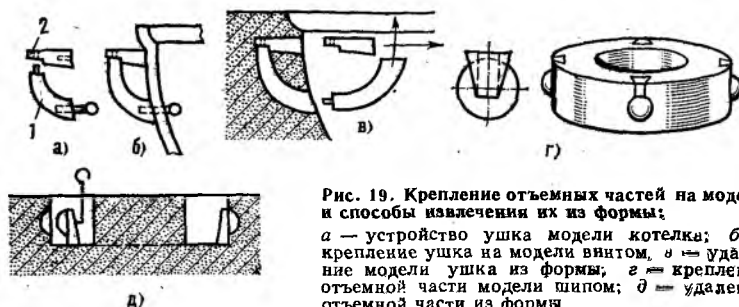 2
1
а)
б)
в)
г)
д)
Рис. 19. Крепление отъемных частей на моде
и способы извлечения их из формы:
а — устройство ушка модели котелка; б
крепление ушка на модели винтом, в — удал
ние модели ушка из формы, г — креплен
отъемной части модели шипом; д — удален
отъемной части из формы